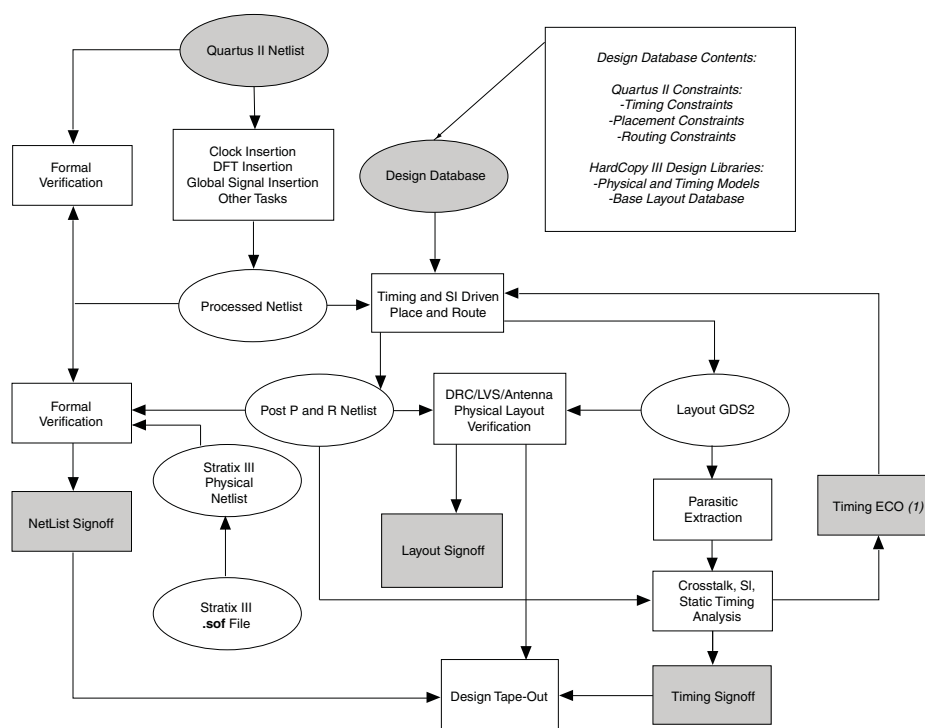 Quartus II Netlist
Design Database Contents:
Quartus II Constraints:
-Timing Constraints
-Placement Constraints
-Routing Constraints
HardCopy III Design Libraries:
-Physical and Timing Models
-Base Layout Database
Formal
Verification
Clock Insertion
DFT Insertion
Global Signal Insertion
Other Tasks
Design Database
Processed Netlist
Timing and SI Driven
Place and Route
Formal
Verification
Post P and R Netlist
DRC/LVS/Antenna
Physical Layout
Verification
Layout GDS2
Stratix III
Physical
Netlist
NetList Signoff
Layout Signoff
Parasitic
Extraction
Timing ECO (1)
Stratix III
.sof File
Crosstalk, SI,
Static Timing
Analysis
Design Tape-Out
Timing Signoff